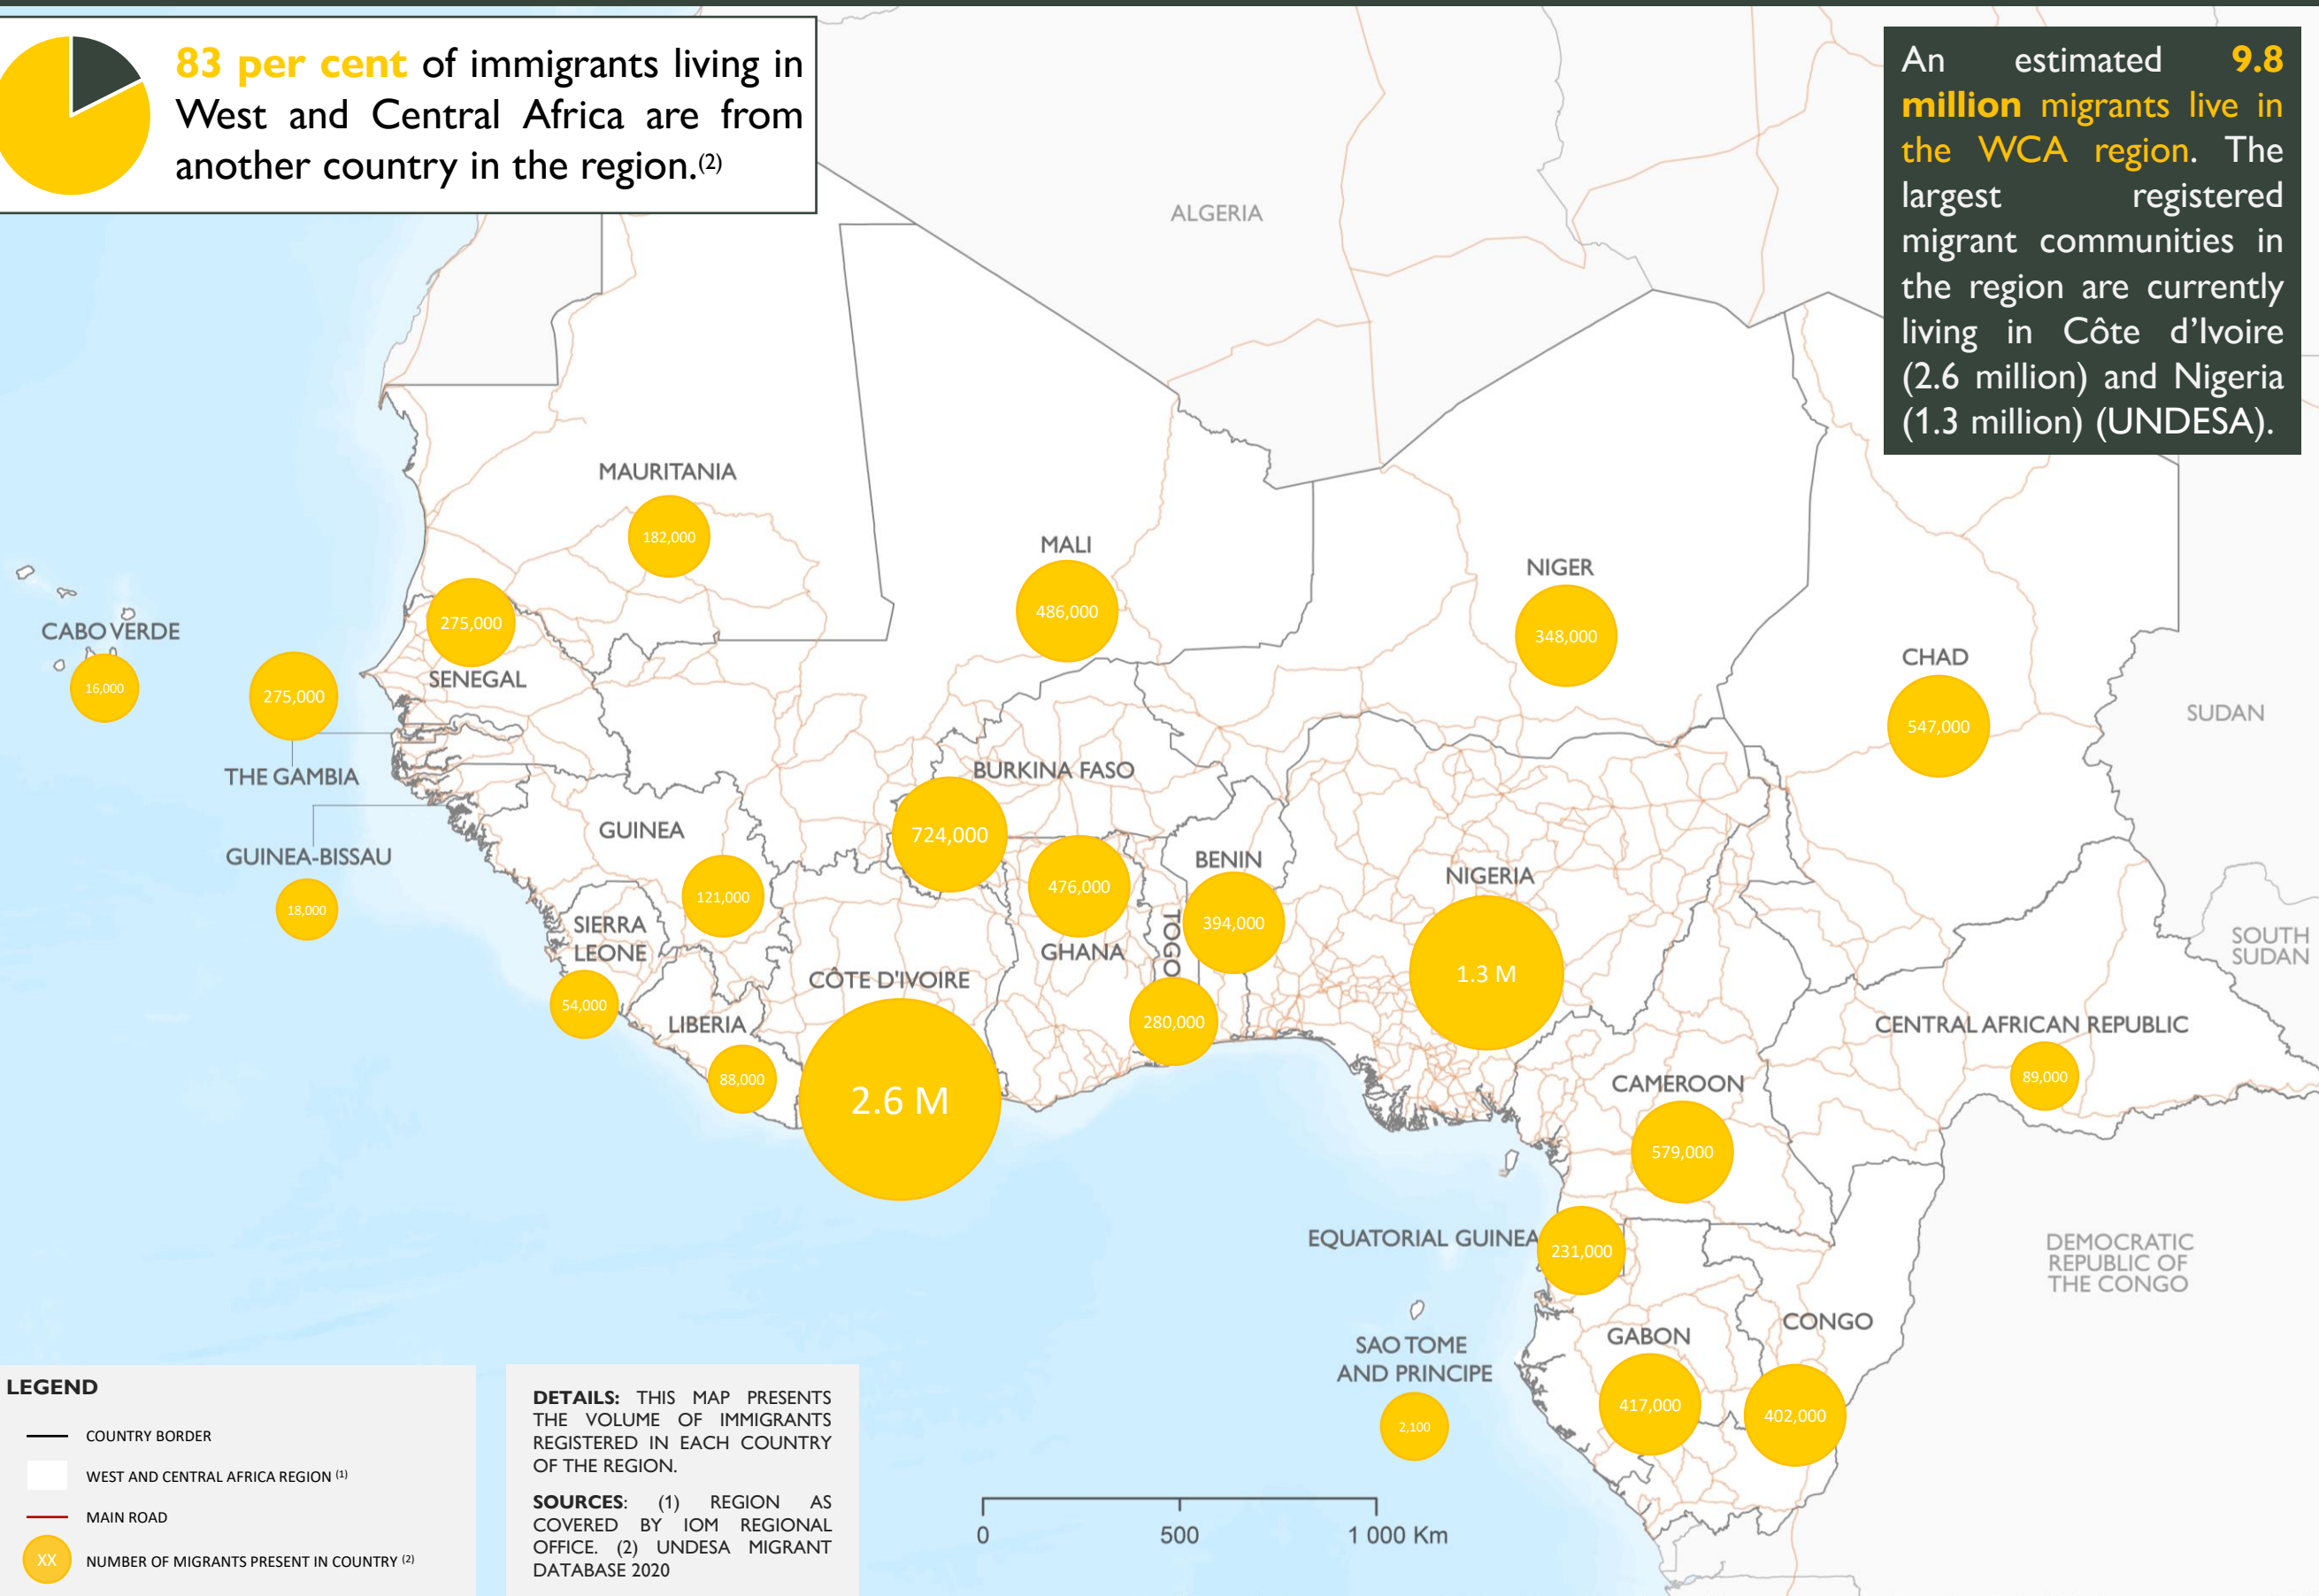 83 per cent of immigrants living in
West and Central Africa are from
another country in the region.(2)
An estimated 9.8
million migrants live in
the WCA region. The
largest registered
migrant communities in
the region are currently
living in Côte d’Ivoire
(2.6 million) and Nigeria
(1.3 million) (UNDESA).
ALGERIA
MAURITANIA
182,000
MALI
486,000
NIGER
348,000
CHAD
547,000
SUDAN
CABO VERDE
16,000
275,000
SENEGAL
275,000
THE GAMBIA
GUINEA-BISSAU
18,000
GUINEA
121,000
BURKINA FASO
724,000
476,000
GHANA
BENIN
394,000
TOGO
280,000
NIGERIA
1.3 M
SIERRA
LEONE
54,000
LIBERIA
88,000
CÔTE D'IVOIRE
2.6 M
SOUTH
SUDAN
CENTRAL AFRICAN REPUBLIC
89,000
CAMEROON
579,000
EQUATORIAL GUINEA
231,000
DEMOCRATIC
REPUBLIC OF
THE CONGO
SAO TOME
AND PRINCIPE
2,100
GABON
417,000
CONGO
402,000
LEGEND
COUNTRY BORDER
WEST AND CENTRAL AFRICA REGION (1)
MAIN ROAD
XX NUMBER OF MIGRANTS PRESENT IN COUNTRY (2)
DETAILS: THIS MAP PRESENTS
THE VOLUME OF IMMIGRANTS
REGISTERED IN EACH COUNTRY
OF THE REGION.
SOURCES: (1) REGION AS
COVERED BY IOM REGIONAL
OFFICE. (2) UNDESA MIGRANT
DATABASE 2020
0 500 1 000 Km